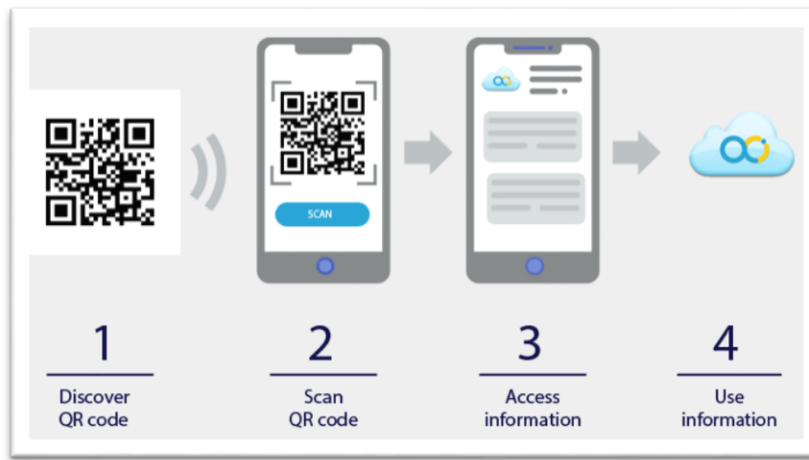 SCAN
1
2
3
4
Discover
QR code
Scan
QR code
Access
information
Use
information